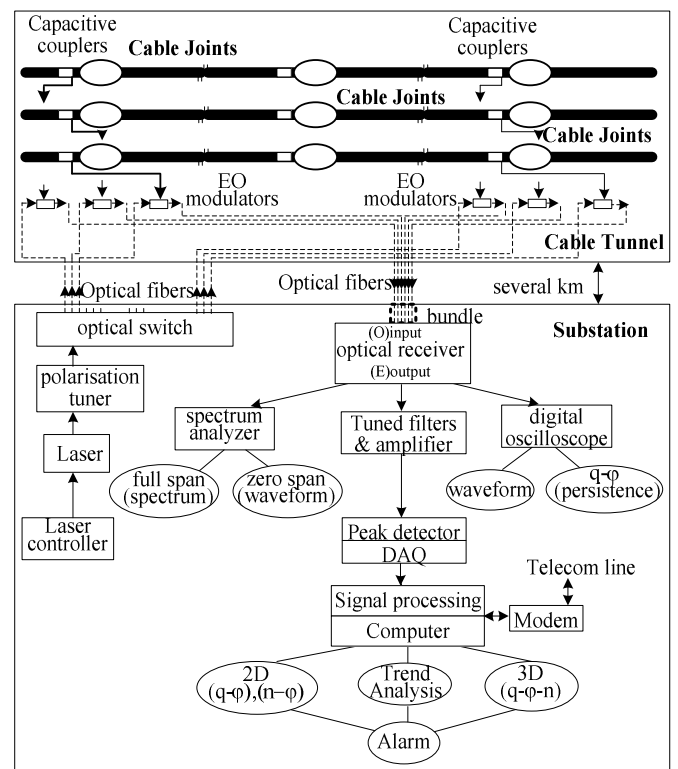 Capacitive
couplers
Cable Joints
Capacitive
couplers
Cable Joints
Cable Joints
EO
modulators
EO
modulators
Cable Tunnel
Optical fibers
Optical fibers
several km
bundle
Substation
optical switch
(O)input
optical receiver
(E)output
polarisation
tuner
spectrum
analyzer
Tuned filters
& amplifier
digital
oscilloscope
Laser
full span
(spectrum)
zero span
(waveform)
waveform
q-φ
(persistence)
Laser
controller
Peak detector
DAQ
Telecom line
Signal processing
Computer
Modem
2D
(q-φ),(n–φ)
Trend
Analysis
3D
(q-φ-n)
Alarm